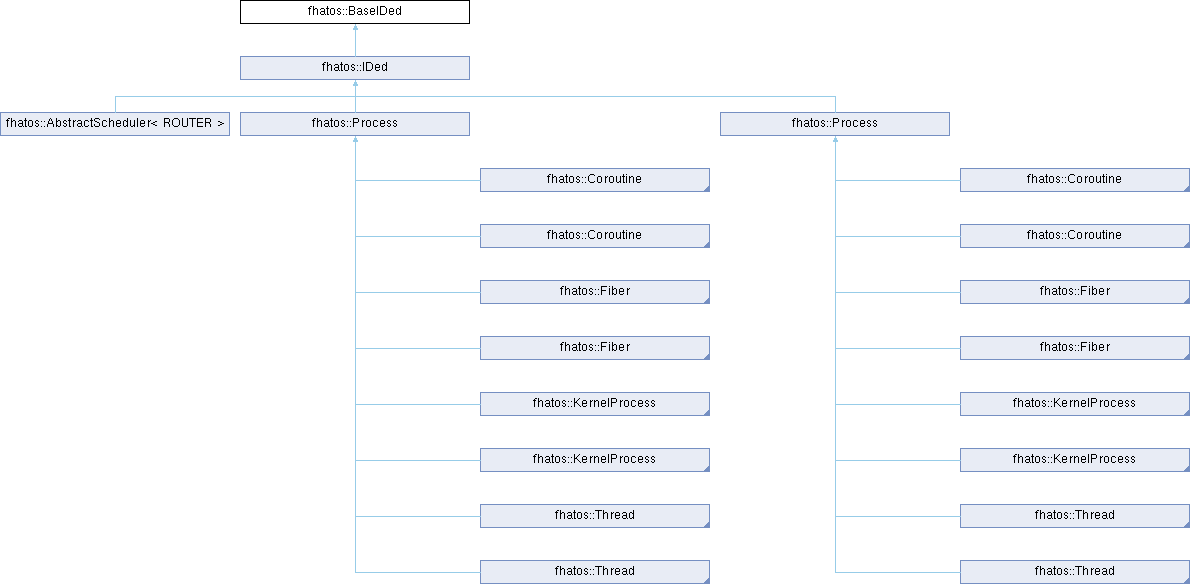 fhatos::BaseIDed
fhatos::IDed
fhatos::AbstractScheduler< ROUTER >
fhatos::Process
fhatos::Process
fhatos::Coroutine
fhatos::Coroutine
fhatos::Coroutine
fhatos::Coroutine
fhatos::Fiber
fhatos::Fiber
fhatos::Fiber
fhatos::Fiber
fhatos::KernelProcess
fhatos::KernelProcess
fhatos::KernelProcess
fhatos::KernelProcess
fhatos::Thread
fhatos::Thread
fhatos::Thread
fhatos::Thread